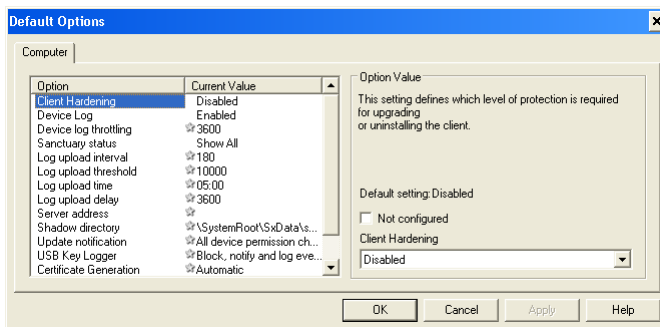 Default Options
Computer
Option Current Value
Client Hardening Disabled
Device Log Enabled
Device log throttling 3600
Sanctuary status Show All
Log upload interval 180
Log upload threshold 10000
Log upload time 05:00
Log upload delay 3600
Server address
Shadow directory \SystemRoot\SxData\s...
Update notification All device permission ch...
USB Key Logger Block, notify and log eve...
Certificate Generation Automatic
Option Value
This setting defines which level of protection is required
for upgrading
or uninstalling the client.
Default setting:Disabled
Not configured
Client Hardening
Disabled
OK Cancel Apply Help